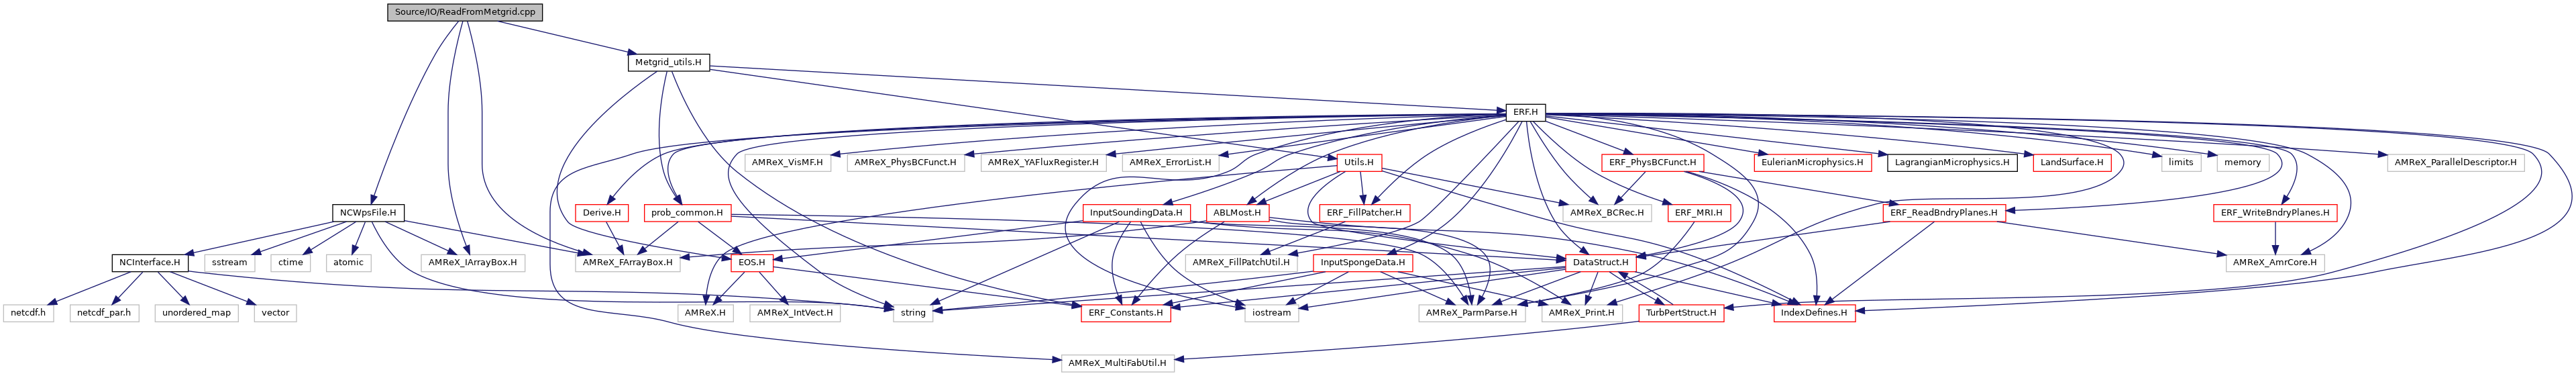 Source/IO/ReadFromMetgrid.cpp
Metgrid_utils.H
ERF.H
AMReX_VisMF.H
AMReX_PhysBCFunct.H
AMReX_YAFluxRegister.H
AMReX_ErrorList.H
Utils.H
ERF_PhysBCFunct.H
EulerianMicrophysics.H
LagrangianMicrophysics.H
LandSurface.H
limits
memory
AMReX_ParallelDescriptor.H
NCWpsFile.H
Derive.H
prob_common.H
InputSoundingData.H
ABLMost.H
ERF_FillPatcher.H
AMReX_BCRec.H
ERF_MRI.H
ERF_ReadBndryPlanes.H
ERF_WriteBndryPlanes.H
NCInterface.H
sstream
ctime
atomic
AMReX_IArrayBox.H
AMReX_FArrayBox.H
EOS.H
AMReX_FillPatchUtil.H
InputSpongeData.H
DataStruct.H
AMReX_AmrCore.H
netcdf.h
netcdf_par.h
unordered_map
vector
AMReX.H
AMReX_IntVect.H
string
ERF_Constants.H
iostream
AMReX_ParmParse.H
AMReX_Print.H
TurbPertStruct.H
IndexDefines.H
AMReX_MultiFabUtil.H